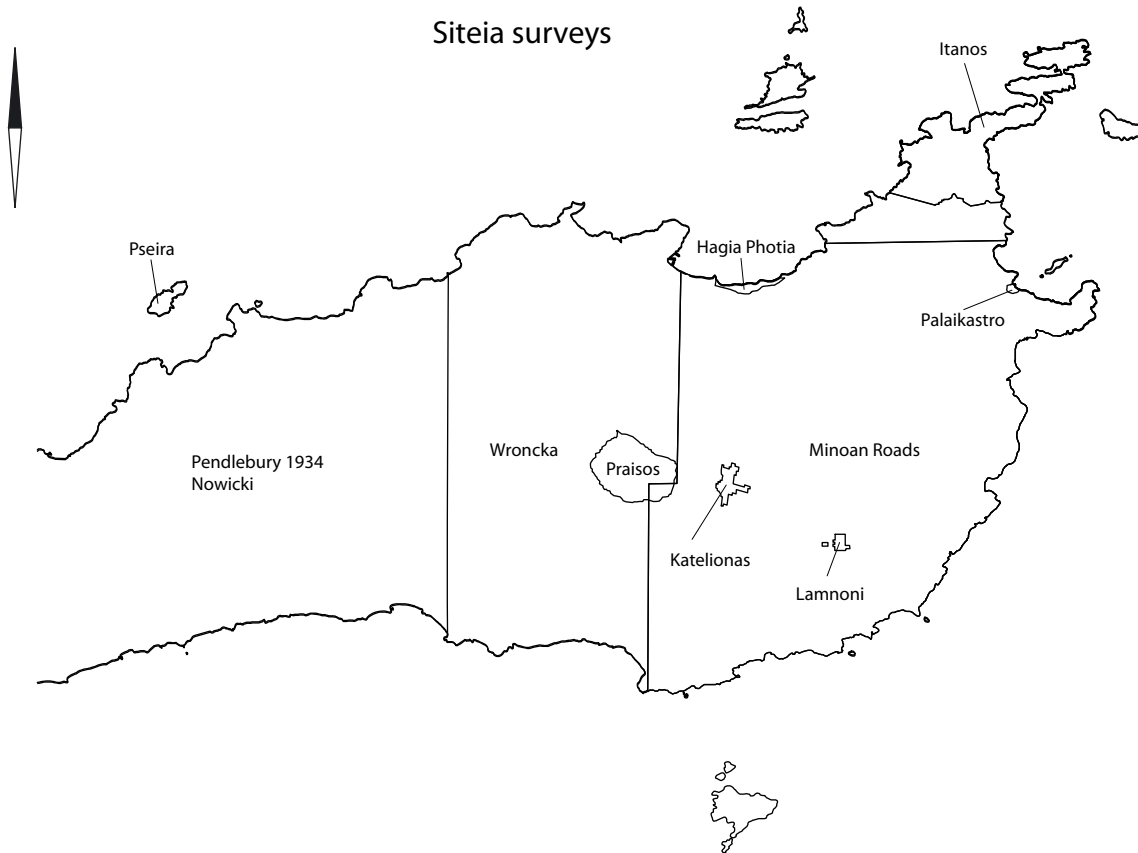 Siteia surveys
Itanos
Pseira
Hagia Photia
Palaikastro
Wroncka
Minoan Roads
Pendlebury 1934
Nowicki
Praisos
Katelionas
Lamnoni